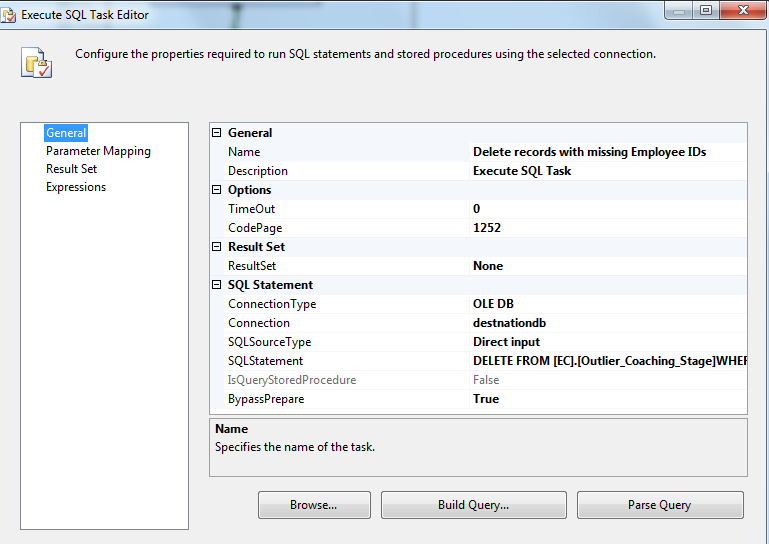 Execute SQL Task Editor
Configure the properties required to run SQL statements and stored procedures using the selected connection.
General
Parameter Mapping
Result Set
Expressions
General
Name Delete records with missing Employee IDs
Description Execute SQL Task
Options
TimeOut 0
CodePage 1252
Result Set
ResultSet None
SQL Statement
ConnectionType OLE DB
Connection destnationdb
SQLSourceType Direct input
SQLStatement DELETE FROM [EC].[Outlier_Coaching_Stage]WHER
IsQueryStoredProcedure False
BypassPrepare True
Name
Specifies the name of the task.
Browse... Build Query... Parse Query